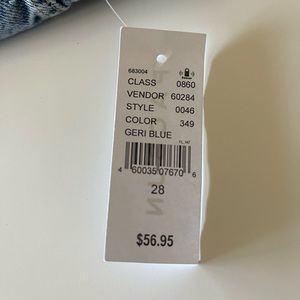 683004
CLASS 0860
VENDOR 60284
STYLE 0046
COLOR 349
GERI BLUE
4 60035 07670 6
28
$56.95